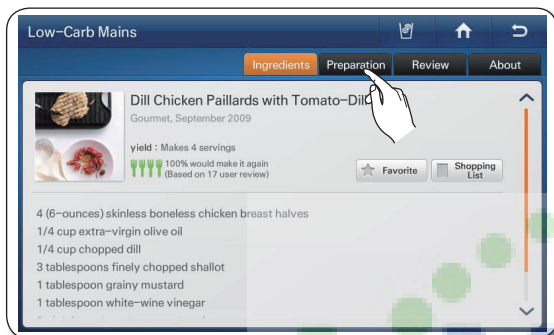 Low-Carb Mains
Ingredients Preparation Review About
Dill Chicken Paillards with Tomato-Dill
Gourmet, September 2009
yield : Makes 4 servings
100% would make it again
(Based on 17 user review)
Favorite
Shopping
List
4 (6-ounces) skinless boneless chicken breast halves
1/4 cup extra-virgin olive oil
1/4 cup chopped dill
3 tablespoons finely chopped shallot
1 tablespoon grainy mustard
1 tablespoon white-wine vinegar